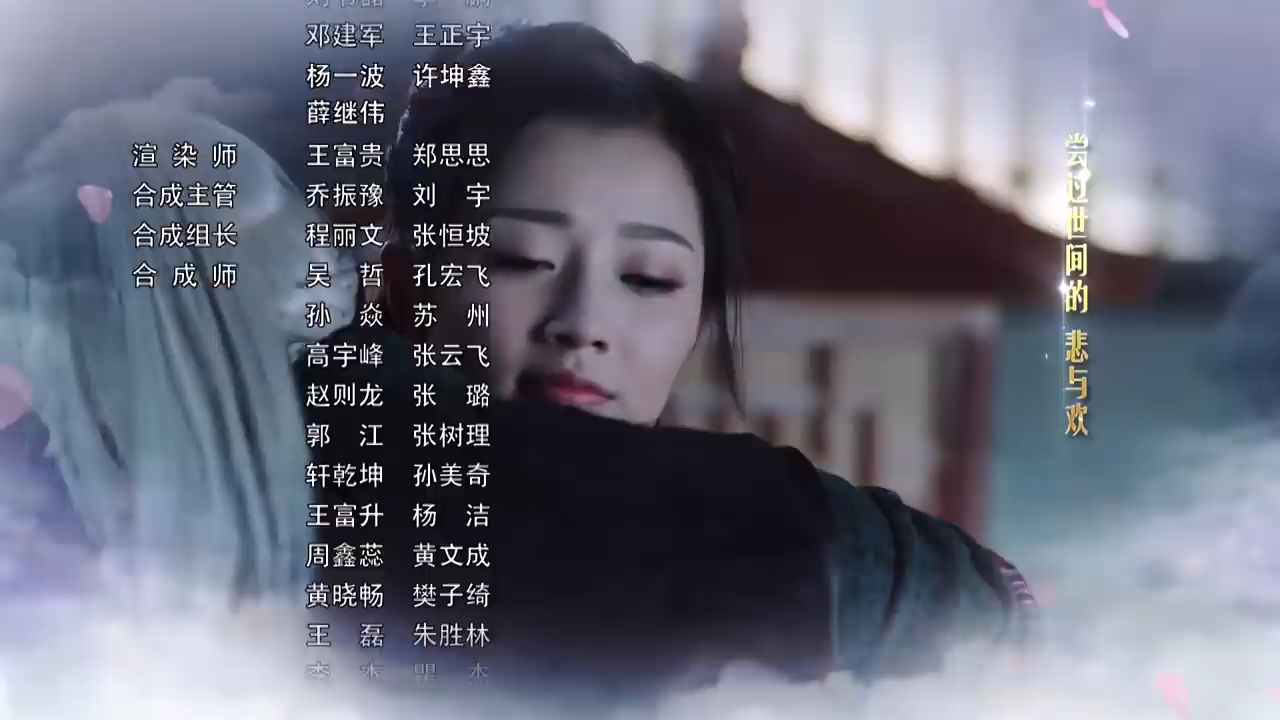 邓建军 王正宇
杨一波 许坤鑫
薛继伟
渲染师 王富贵 郑思思
合成主管 乔振豫 刘宇
合成组长 程丽文 张恒坡
合成师 吴哲 孔宏飞
孙焱 苏州
高宇峰 张云飞
赵则龙 张璐
郭江 张树理
轩乾坤 孙美奇
王富升 杨洁
周鑫蕊 黄文成
黄晓畅 樊子绮
王磊 朱胜林
尝过世间的 悲与欢